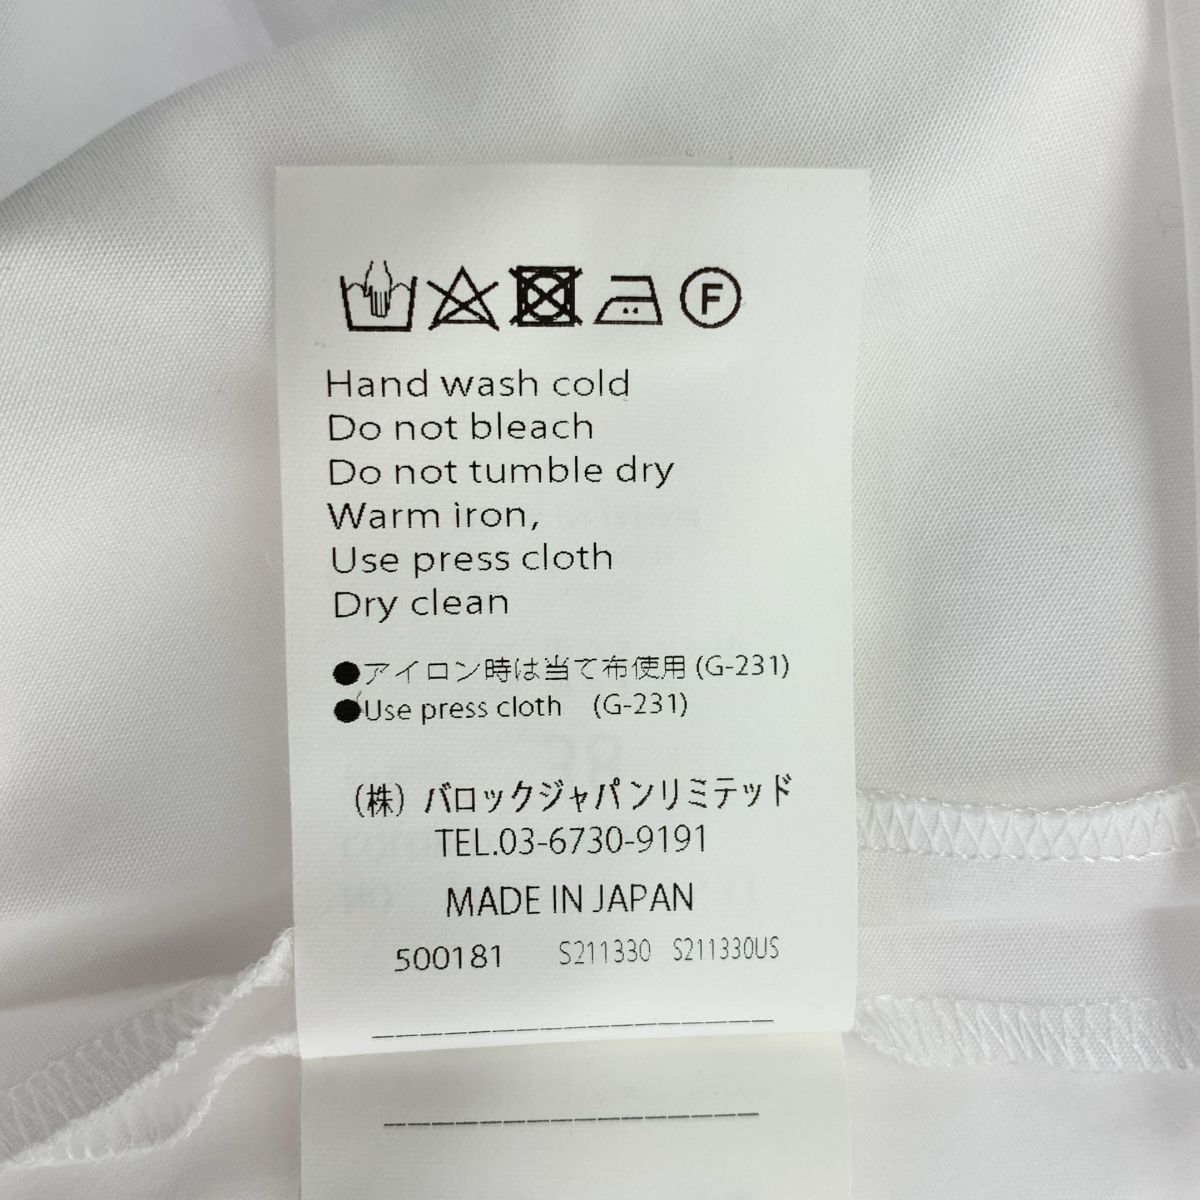 F
Hand wash cold
Do not bleach
Do not tumble dry
Warm iron,
Use press cloth
Dry clean
●アイロン時は当て布使用 (G-231)
●Use press cloth (G-231)
(株) バロックジャパンリミテッド
TEL.03-6730-9191
MADE IN JAPAN
500181 S211330 S211330US